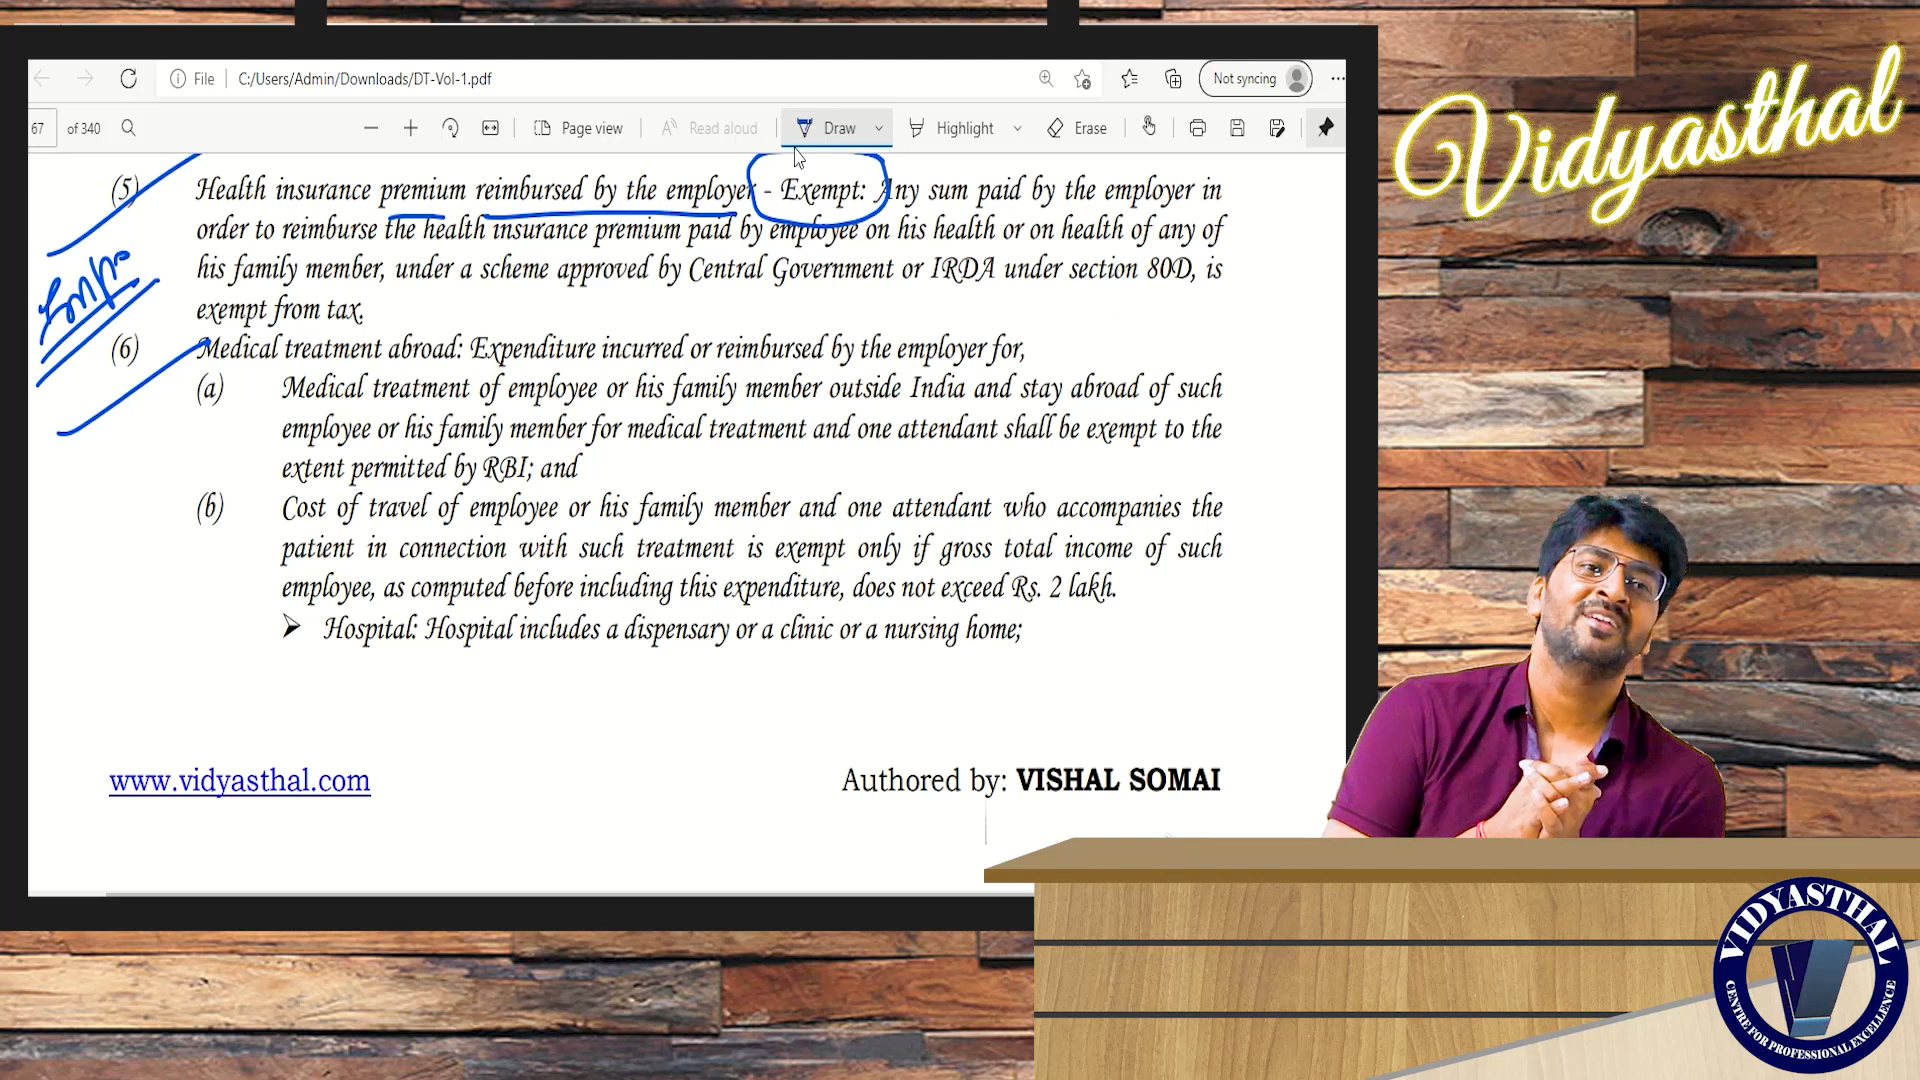 File
C:/Users/Admin/Downloads/DT-Vol-1.pdf
Not syncing
67 of 340
Page view
Read aloud
Draw
Highlight
Erase
(5) Health insurance premium reimbursed by the employer - Exempt: Any sum paid by the employer in
order to reimburse the health insurance premium paid by employee on his health or on health of any of
his family member, under a scheme approved by Central Government or IRDA under section 80D, is
exempt from tax.
(6) Medical treatment abroad: Expenditure incurred or reimbursed by the employer for,
(a) Medical treatment of employee or his family member outside India and stay abroad of such
employee or his family member for medical treatment and one attendant shall be exempt to the
extent permitted by RBI; and
(b) Cost of travel of employee or his family member and one attendant who accompanies the
patient in connection with such treatment is exempt only if gross total income of such
employee, as computed before including this expenditure, does not exceed Rs. 2 lakh.
➤ Hospital: Hospital includes a dispensary or a clinic or a nursing home;
www.vidyasthal.com
Authored by: VISHAL SOMAI
Vidyasthal
VIDYASTHAL
CENTRE FOR PROFESSIONAL EXCELLENCE